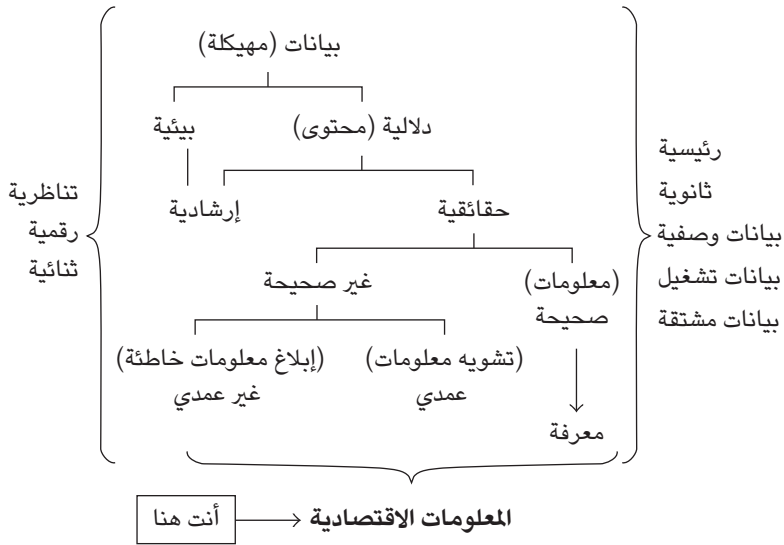 بيانات (مهيكلة)
دلالية (محتوى)
بيئية
حقائقية
إرشادية
(معلومات)
صحيحة
غير صحيحة
(تشويه معلومات)
عمدي
(إبلاغ معلومات خاطئة)
غير عمدي
معرفة
رئيسية
ثانوية
بيانات وصفية
بيانات تشغيل
بيانات مشتقة
تناظرية
رقمية
ثنائية
المعلومات الاقتصادية
أنت هنا